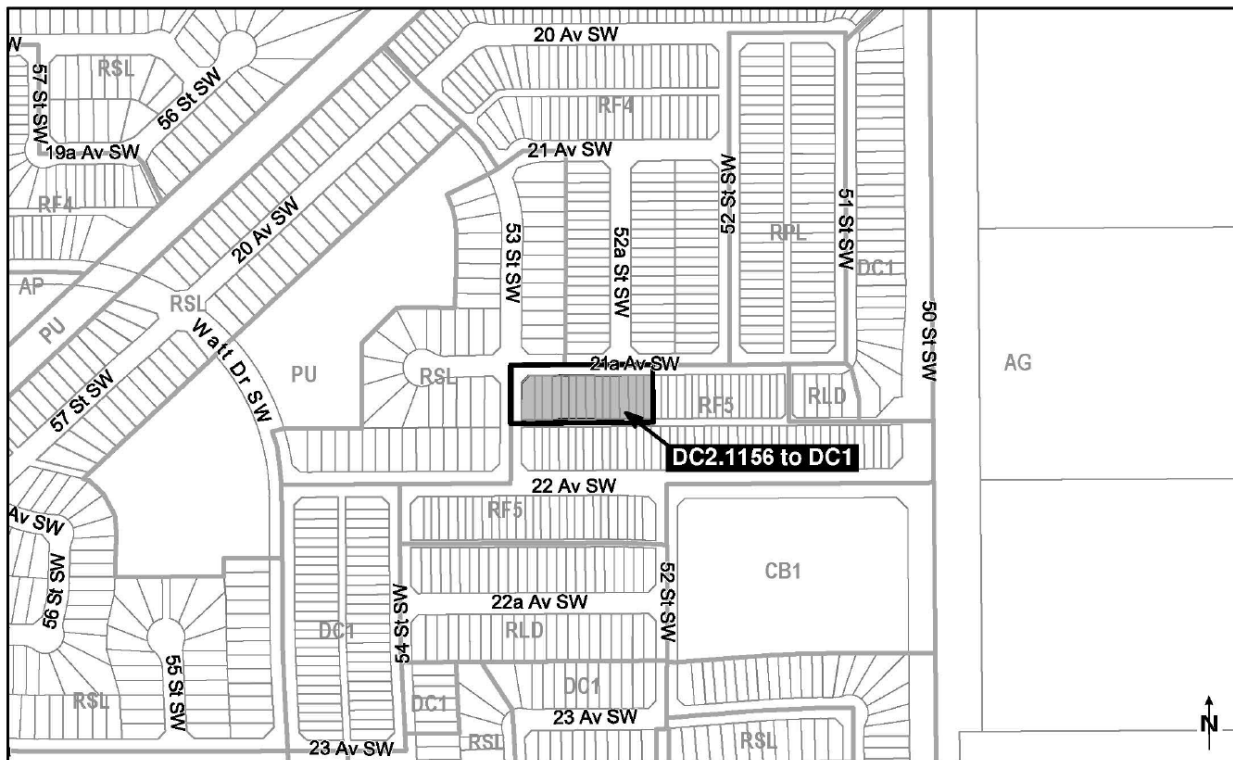 20 Av SW
W
RSL
57 St SW
56 St SW
RF4
19a Av SW
21 Av SW
RF4
20 Av SW
52 St SW
51 St SW
RPL
53 St SW
52a St SW
DC1
AP
RSL
PU
Watt Dr SW
50 St SW
21a Av SW
AG
PU
RSL
57 St SW
RF5
RLD
DC2.1156 to DC1
22 Av SW
RF5
Av SW
CB1
56 St SW
52 St SW
22a Av SW
54 St SW
DC1
RLD
55 St SW
DC1
DC1
RSL
23 Av SW
N
RSL
RSL
23 Av SW